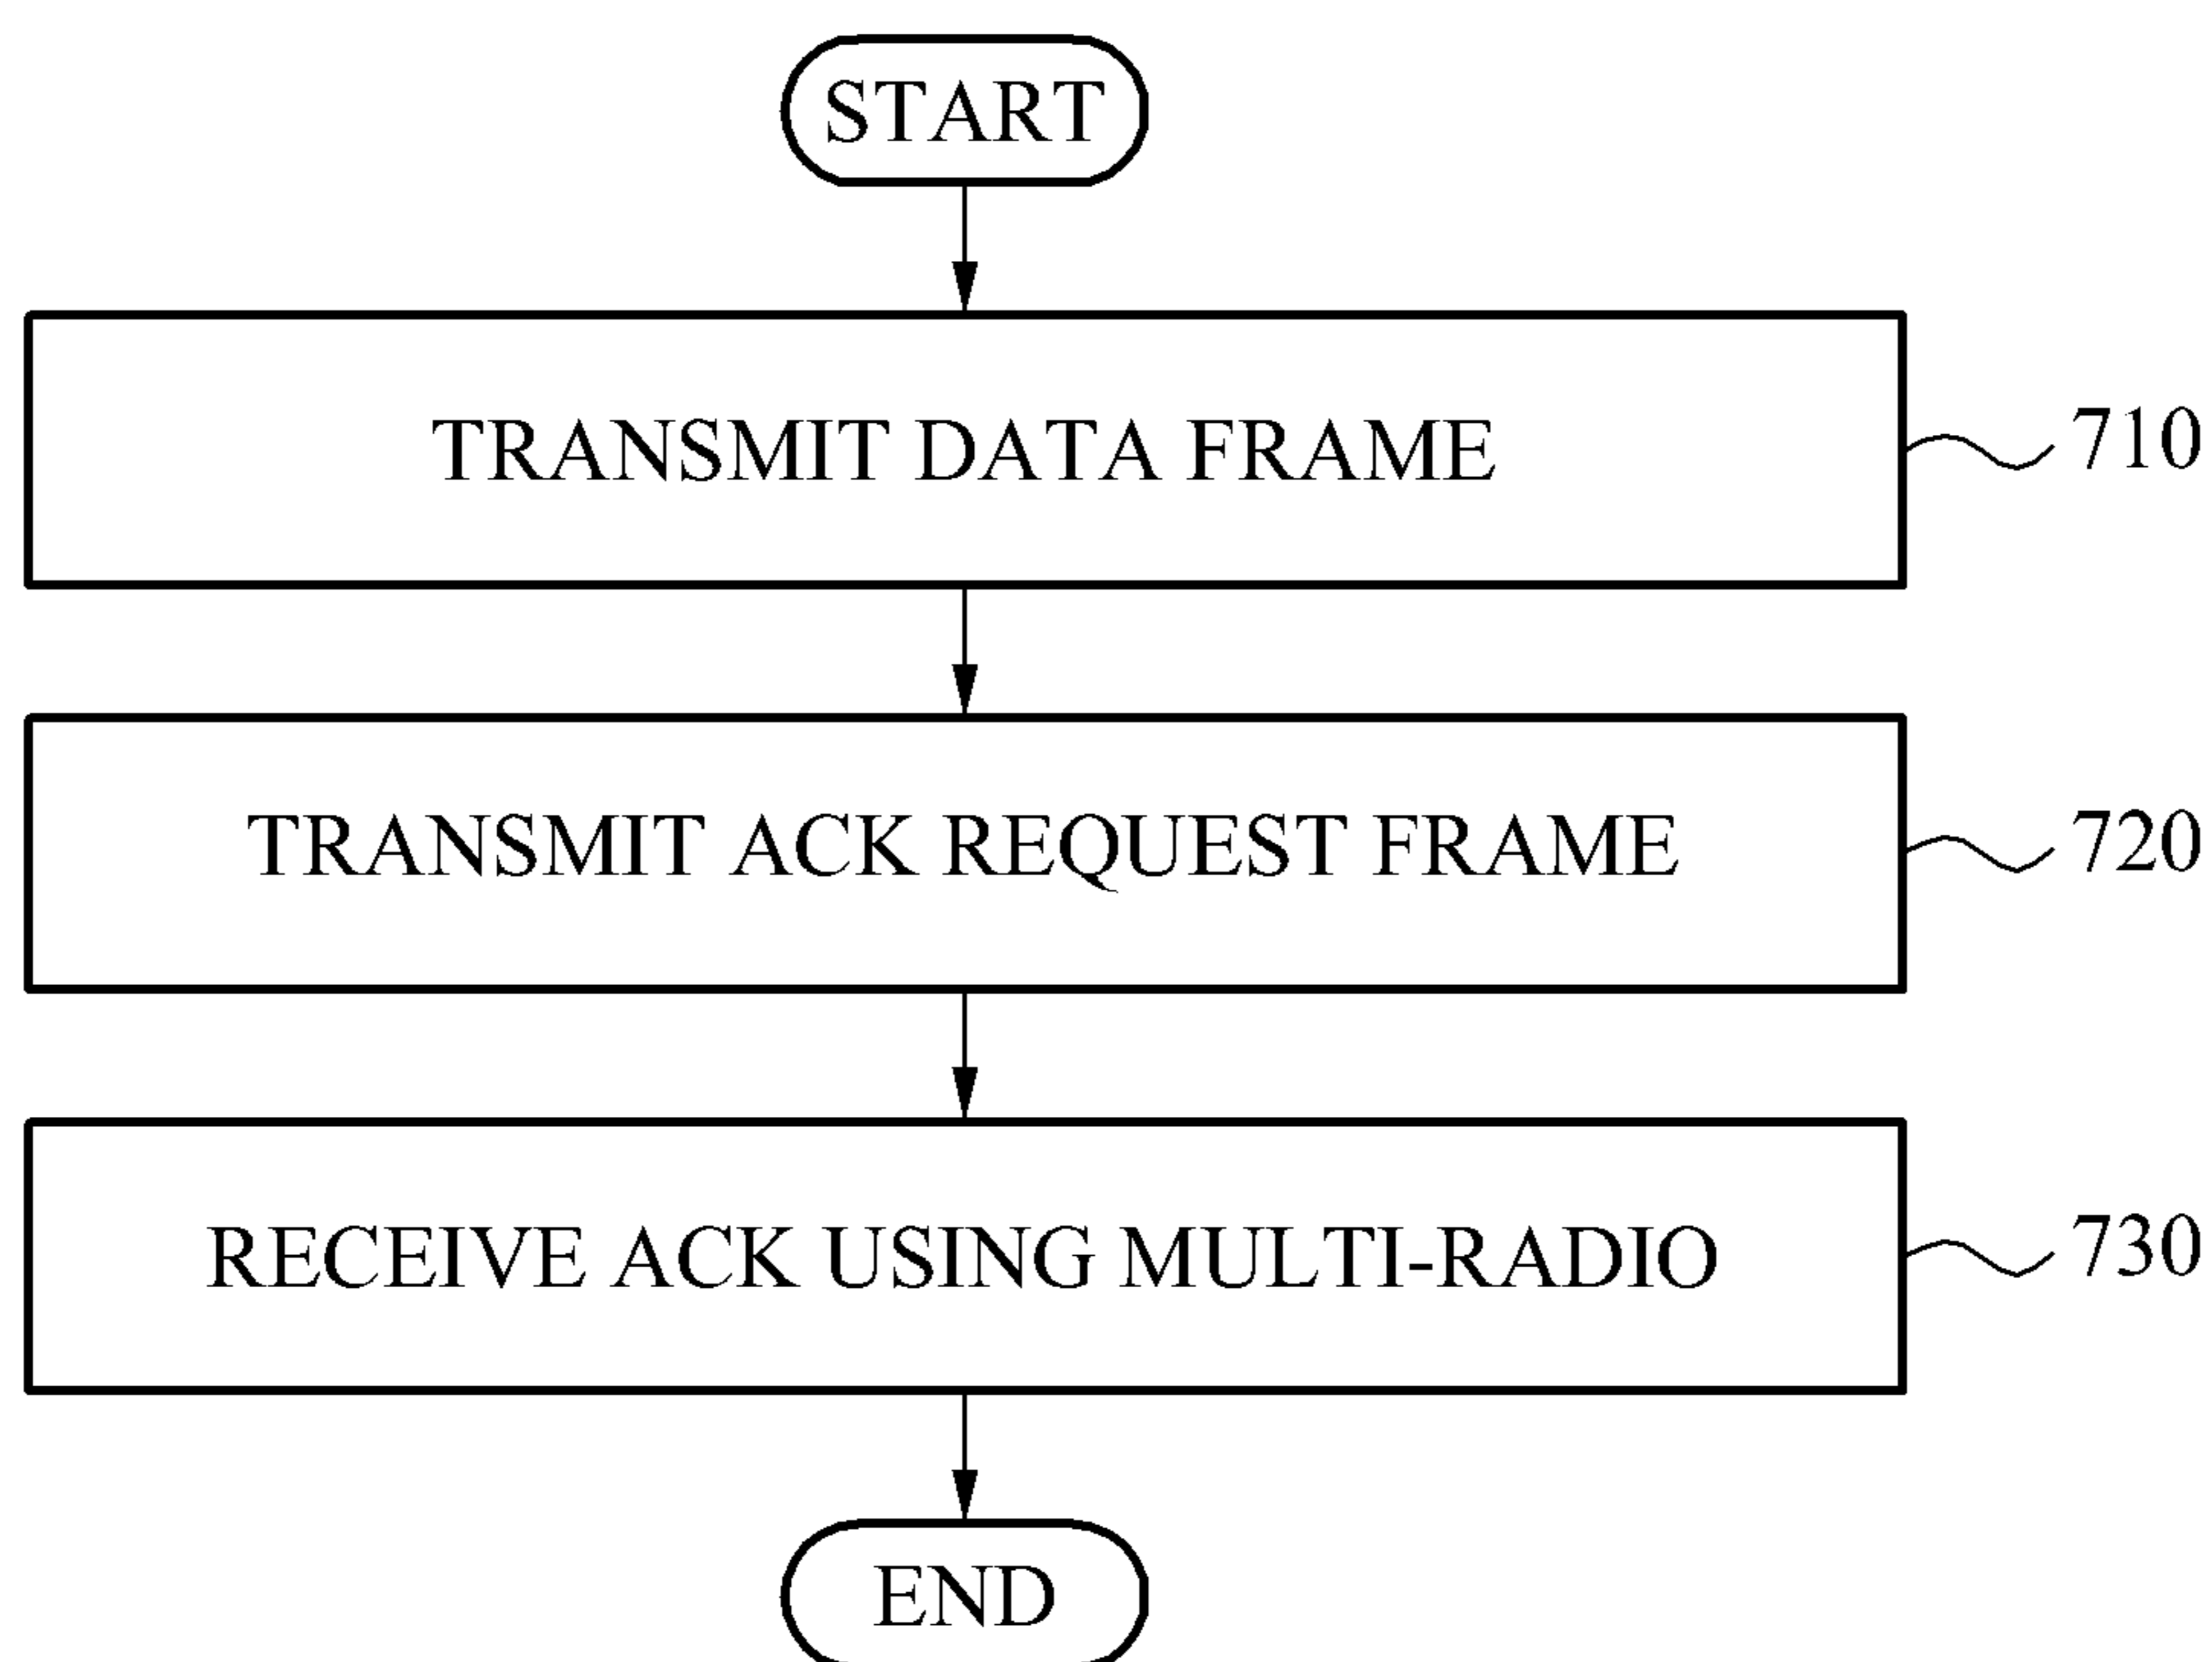 START
TRANSMIT DATA FRAME
710
TRANSMIT ACK REQUEST FRAME
720
RECEIVE ACK USING MULTI-RADIO
730
END